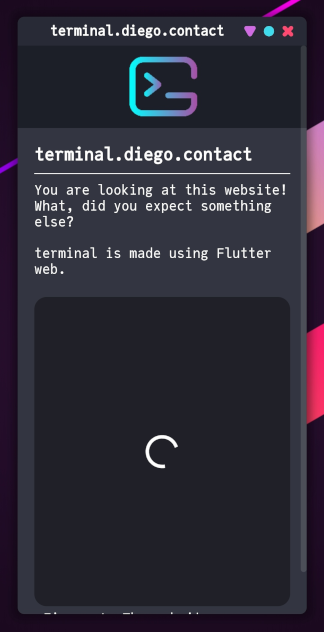 terminal.diego.contact
terminal.diego.contact
You are looking at this website!
What, did you expect something
else?
terminal is made using Flutter
web.